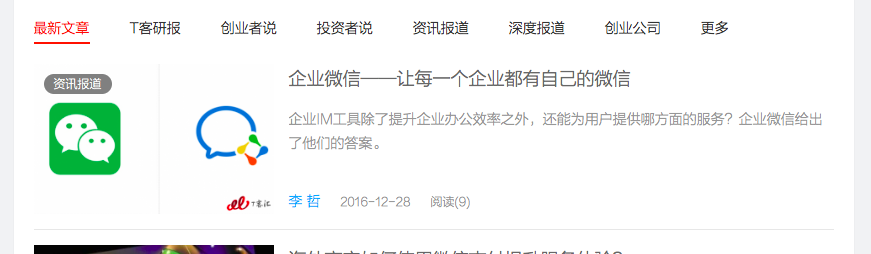 最新文章 T客研报 创业者说 投资者说 资讯报道 深度报道 创业公司 更多
资讯报道
企业微信——让每一个企业都有自己的微信
企业IM工具除了提升企业办公效率之外，还能为用户提供哪方面的服务？企业微信给出
了他们的答案。
T客汇
李 哲 2016-12-28 阅读(9)